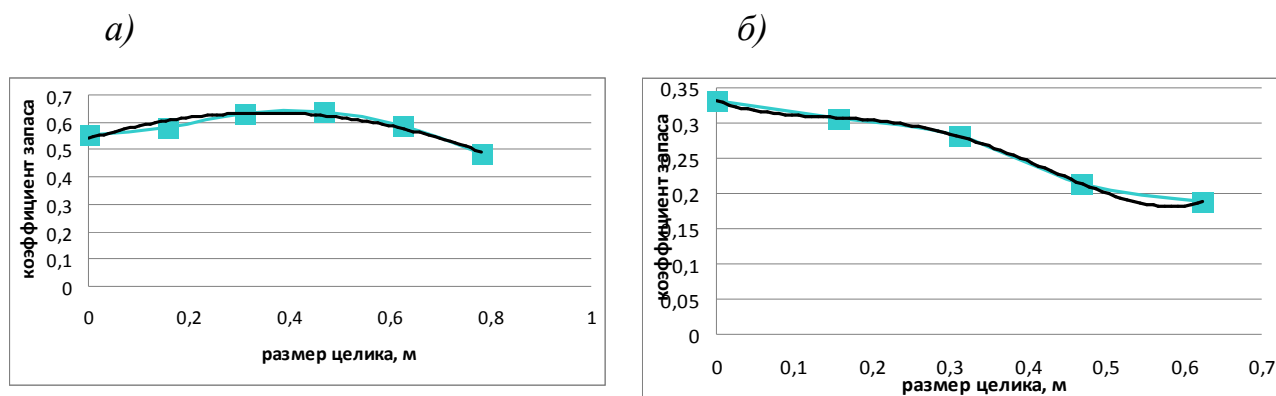 а)
коэффициент запаса
0,7
0,6
0,5
0,4
0,3
0,2
0,1
0
0 0,2 0,4 0,6 0,8 1
размер целика, м
б)
коэффициент запаса
0,35
0,3
0,25
0,2
0,15
0,1
0,05
0
0 0,1 0,2 0,3 0,4 0,5 0,6 0,7
размер целика, м